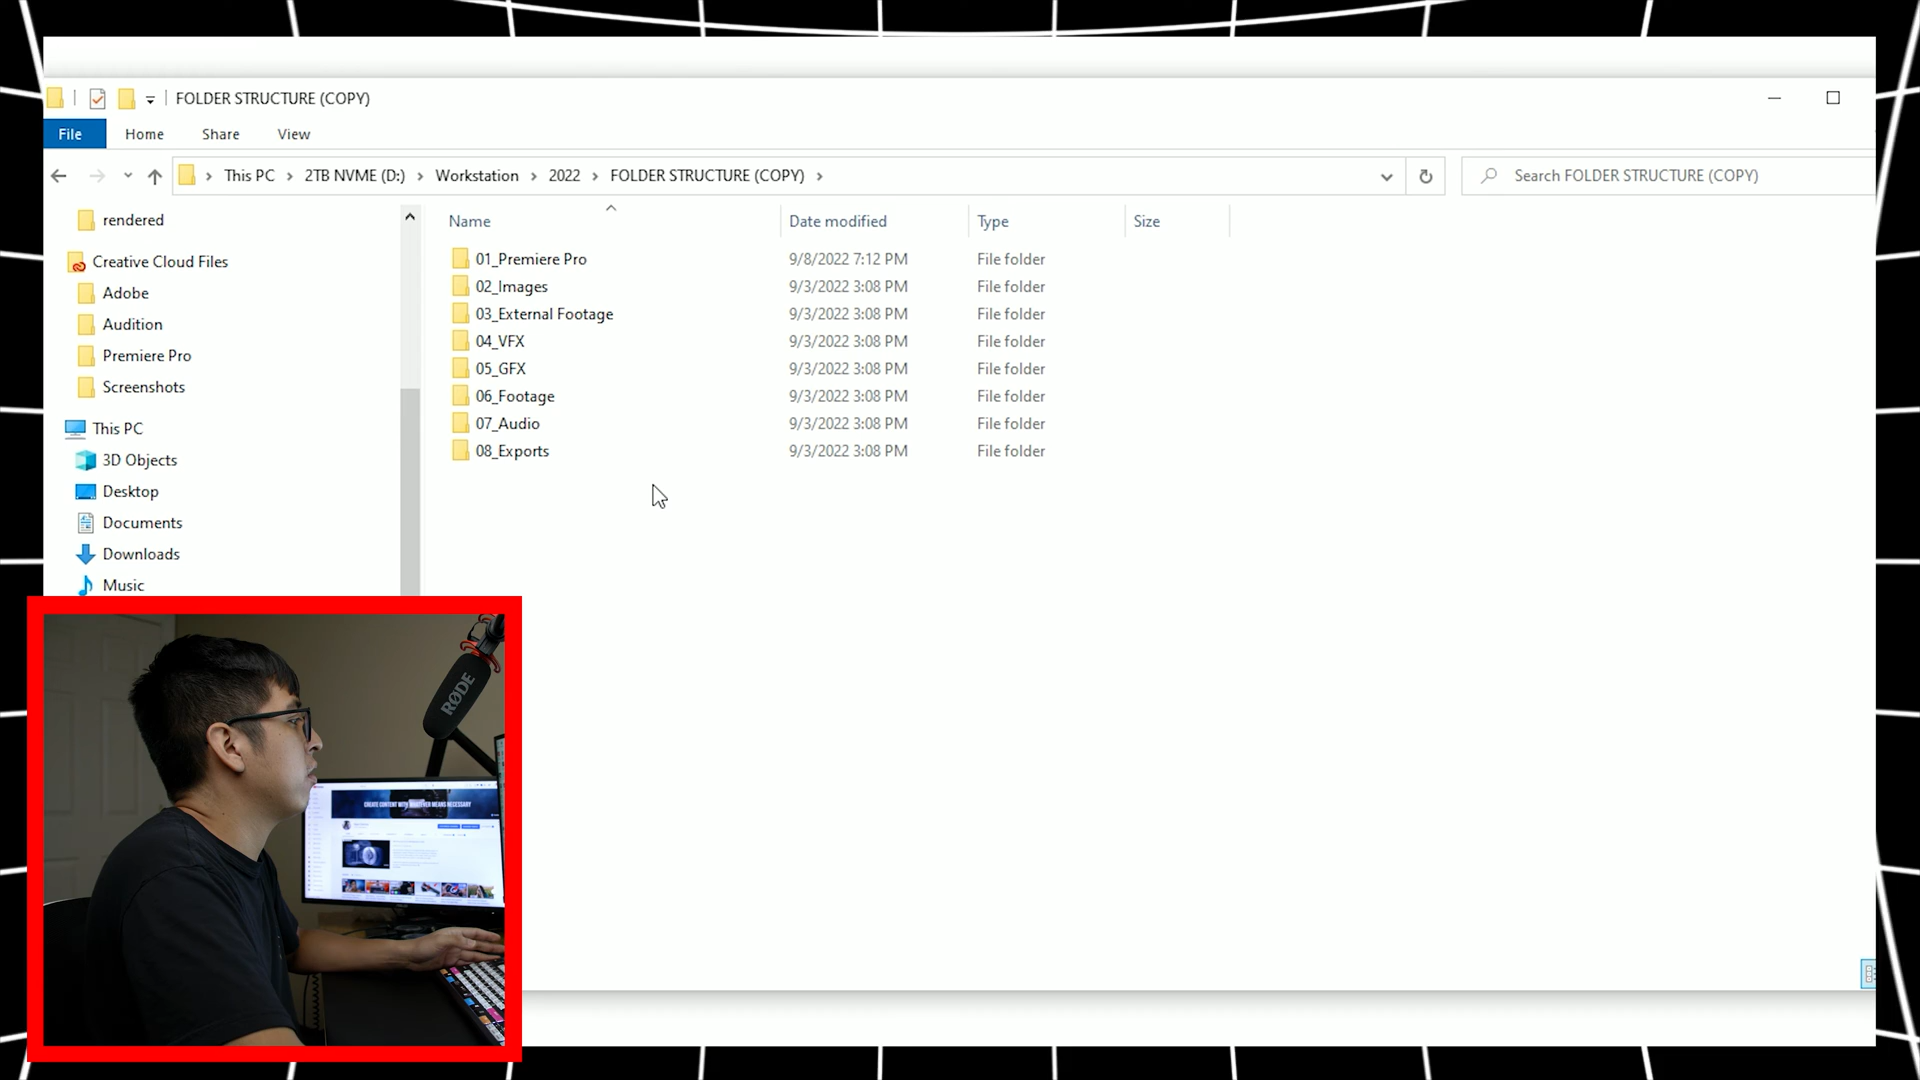 FOLDER STRUCTURE (COPY)
File Home Share View
This PC 2TB NVME (D:) Workstation 2022 FOLDER STRUCTURE (COPY)
Search FOLDER STRUCTURE (COPY)
rendered
Creative Cloud Files
Adobe
Audition
Premiere Pro
Screenshots
This PC
3D Objects
Desktop
Documents
Downloads
Music
Name Date modified Type Size
01_Premiere Pro 9/8/2022 7:12 PM File folder
02_Images 9/3/2022 3:08 PM File folder
03_External Footage 9/3/2022 3:08 PM File folder
04_VFX 9/3/2022 3:08 PM File folder
05_GFX 9/3/2022 3:08 PM File folder
06_Footage 9/3/2022 3:08 PM File folder
07_Audio 9/3/2022 3:08 PM File folder
08_Exports 9/3/2022 3:08 PM File folder
RØDE
CREATE CONTENT WITH WHATEVER MEANS NECESSARY